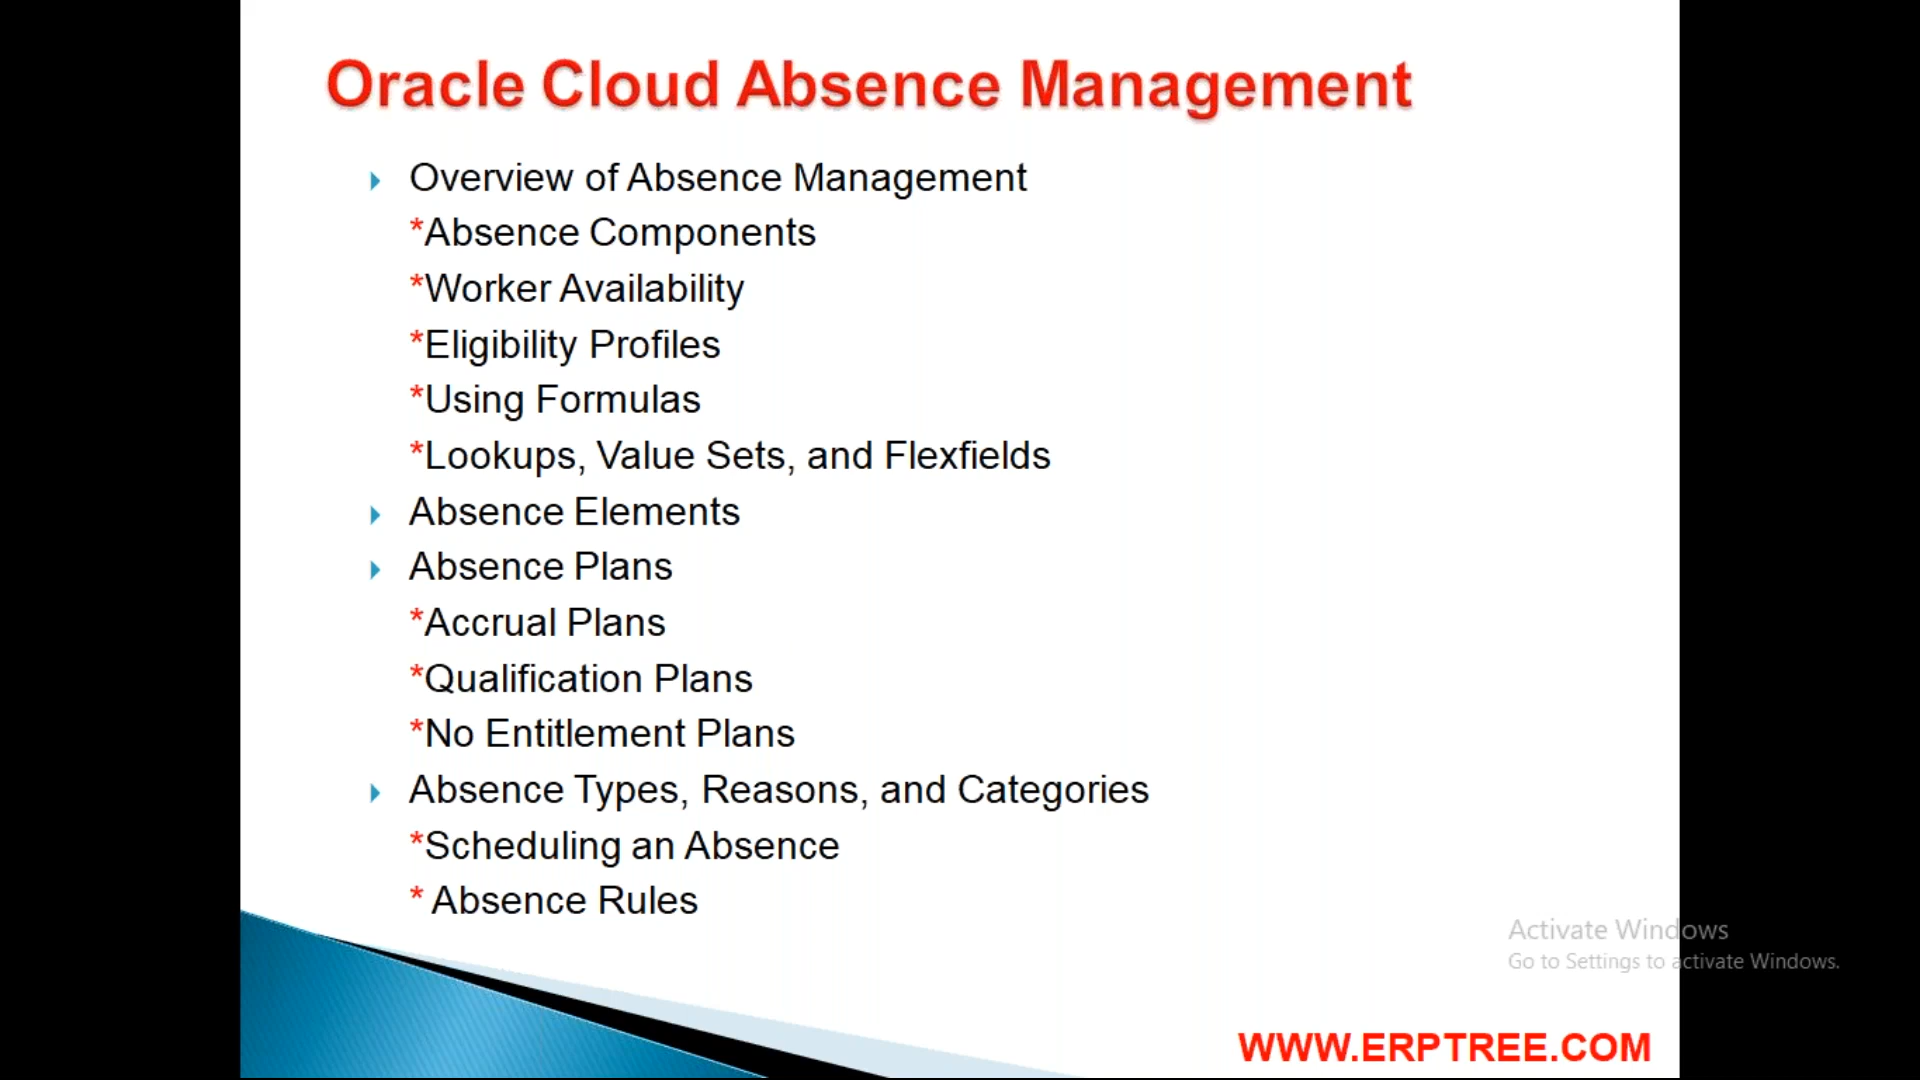 Oracle Cloud Absence Management
Overview of Absence Management
*Absence Components
*Worker Availability
*Eligibility Profiles
*Using Formulas
*Lookups, Value Sets, and Flexfields
Absence Elements
Absence Plans
*Accrual Plans
*Qualification Plans
*No Entitlement Plans
Absence Types, Reasons, and Categories
*Scheduling an Absence
* Absence Rules
Activate Windows
Go to Settings to activate Windows.
WWW.ERPTREE.COM